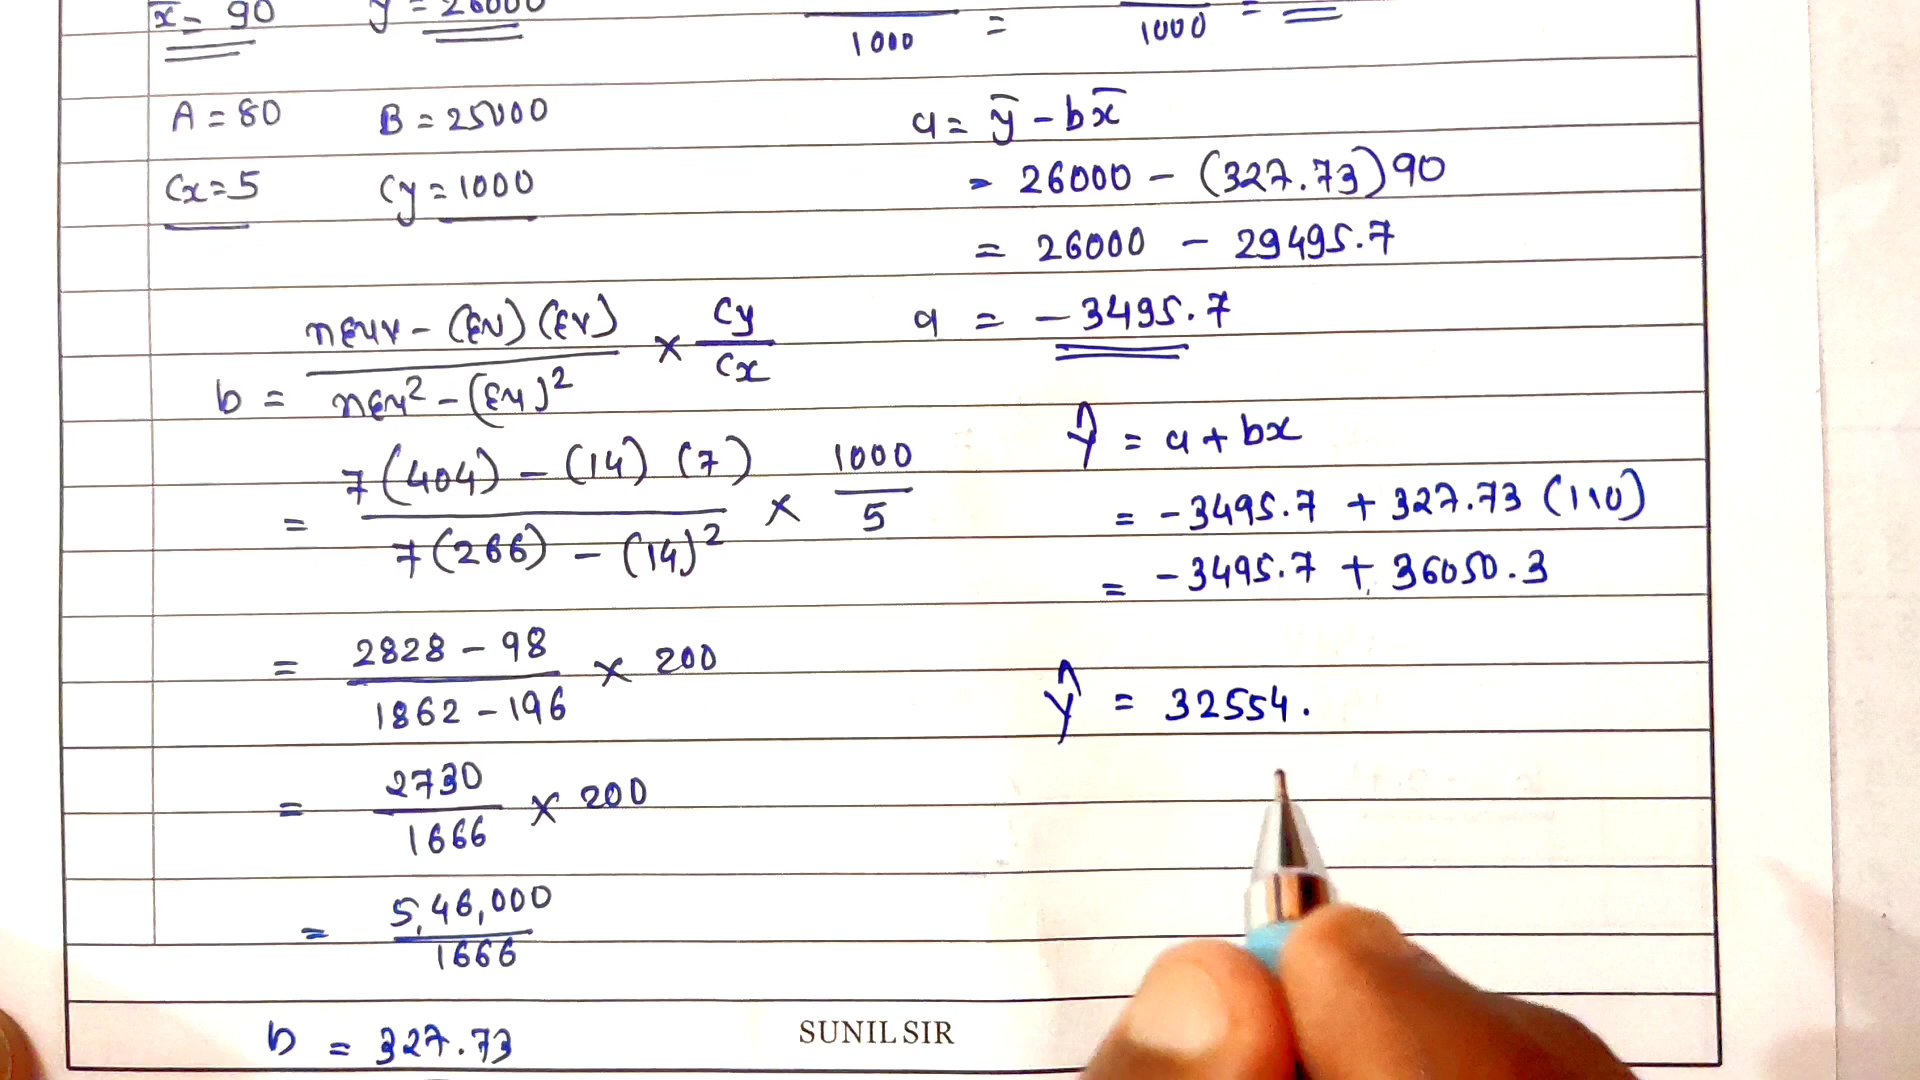 x̄ = 90 ȳ = 26000
A = 80 B = 25000
Cx = 5 Cy = 1000
b = nΣuv - (Σu) (Σv) / nΣu² - (Σu)² × Cy / Cx
= 7(404) - (14) (7) / 7(266) - (14)² × 1000 / 5
= 2828 - 98 / 1862 - 196 × 200
= 2730 / 1666 × 200
= 5,46,000 / 1666
b = 327.73
1000 = 1000 =
a = ȳ - bx̄
= 26000 - (327.73) 90
= 26000 - 29495.7
a = - 3495.7
ŷ = a + bx
= -3495.7 + 327.73 (110)
= -3495.7 + 36050.3
ŷ = 32554.
SUNIL SIR